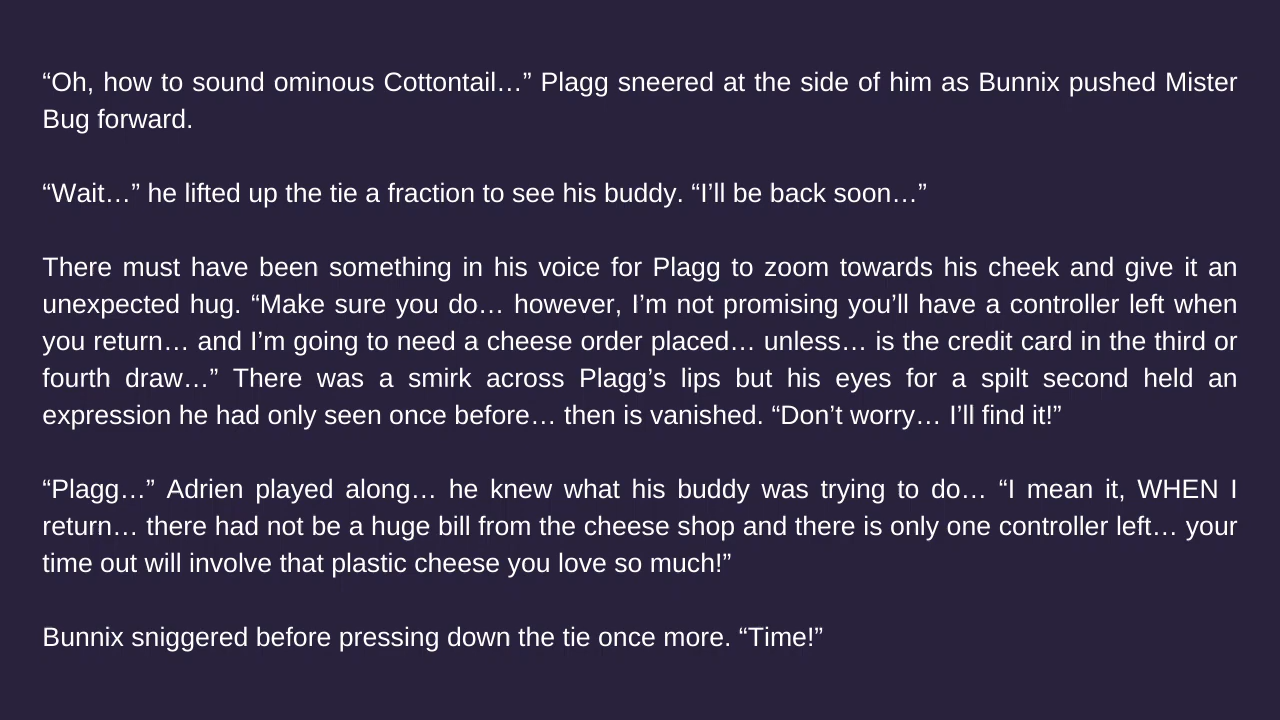 “Oh, how to sound ominous Cottontail…” Plagg sneered at the side of him as Bunnix pushed Mister
Bug forward.
“Wait…” he lifted up the tie a fraction to see his buddy. “I’ll be back soon…”
There must have been something in his voice for Plagg to zoom towards his cheek and give it an
unexpected hug. “Make sure you do… however, I’m not promising you’ll have a controller left when
you return… and I’m going to need a cheese order placed… unless… is the credit card in the third or
fourth draw…” There was a smirk across Plagg’s lips but his eyes for a spilt second held an
expression he had only seen once before… then is vanished. “Don’t worry… I’ll find it!”
“Plagg…” Adrien played along… he knew what his buddy was trying to do… “I mean it, WHEN I
return… there had not be a huge bill from the cheese shop and there is only one controller left… your
time out will involve that plastic cheese you love so much!”
Bunnix sniggered before pressing down the tie once more. “Time!”